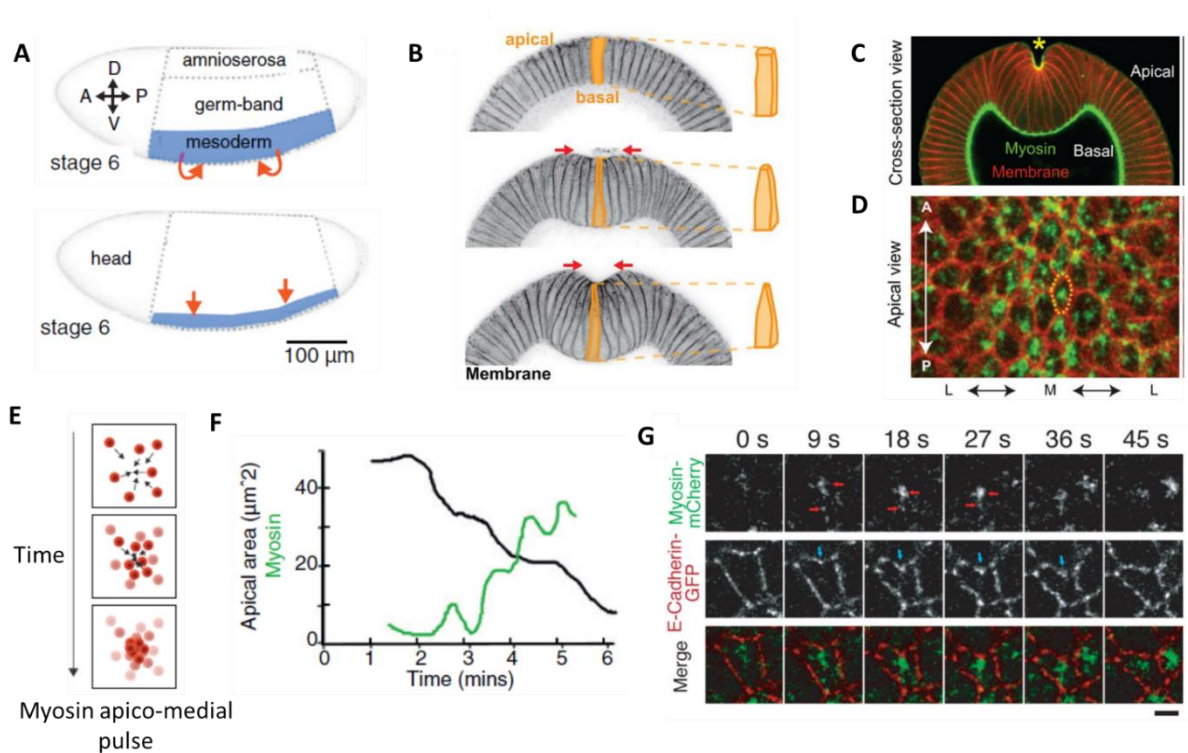 A
amnioserosa
D
A P
V
germ-band
mesoderm
stage 6
head
stage 6
100 µm
B
apical
basal
Membrane
C
Cross-section view
*
Apical
Myosin
Basal
Membrane
D
Apical view
A
P
L M L
E
Time
Myosin apico-medial
pulse
F
Apical area (µm^2)
Myosin
40
20
0
0 1 2 3 4 5 6
Time (mins)
G
0 s 9 s 18 s 27 s 36 s 45 s
Myosin-
mCherry
E-Cadherin-
GFP
Merge